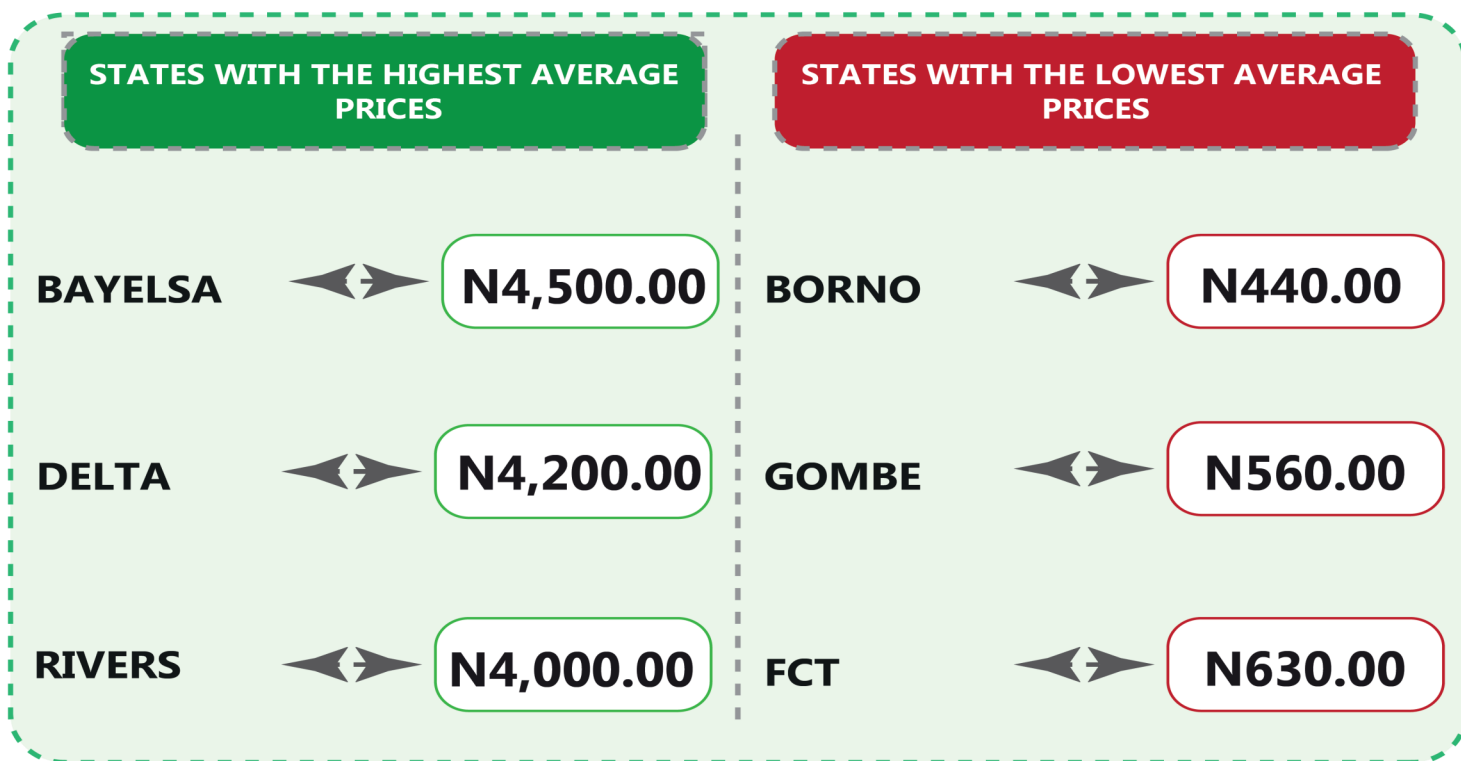 STATES WITH THE HIGHEST AVERAGE
PRICES
BAYELSA N4,500.00
DELTA N4,200.00
RIVERS N4,000.00
STATES WITH THE LOWEST AVERAGE
PRICES
BORNO N440.00
GOMBE N560.00
FCT N630.00